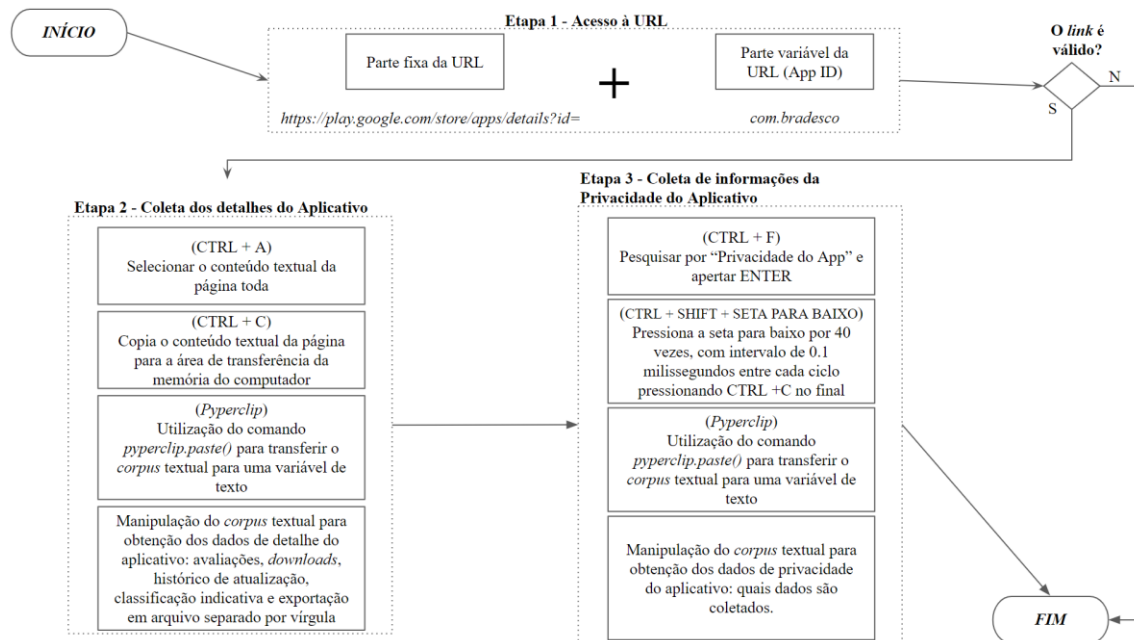 INÍCIO
Etapa 1 - Acesso à URL
Parte fixa da URL
+
Parte variável da
URL (App ID)
https://play.google.com/store/apps/details?id=
com.bradesco
O link é
válido?
N
S
Etapa 2 - Coleta dos detalhes do Aplicativo
(CTRL + A)
Selecionar o conteúdo textual da
página toda
(CTRL + C)
Copia o conteúdo textual da página
para a área de transferência da
memória do computador
(Pyperclip)
Utilização do comando
pyperclip.paste() para transferir o
corpus textual para uma variável de
texto
Manipulação do corpus textual para
obtenção dos dados de detalhe do
aplicativo: avaliações, downloads,
histórico de atualização,
classificação indicativa e exportação
em arquivo separado por vírgula
Etapa 3 - Coleta de informações da
Privacidade do Aplicativo
(CTRL + F)
Pesquisar por “Privacidade do App” e
apertar ENTER
(CTRL + SHIFT + SETA PARA BAIXO)
Pressiona a seta para baixo por 40
vezes, com intervalo de 0.1
milissegundos entre cada ciclo
pressionando CTRL +C no final
(Pyperclip)
Utilização do comando
pyperclip.paste() para transferir o
corpus textual para uma variável de
texto
Manipulação do corpus textual para
obtenção dos dados de privacidade
do aplicativo: quais dados são
coletados.
FIM